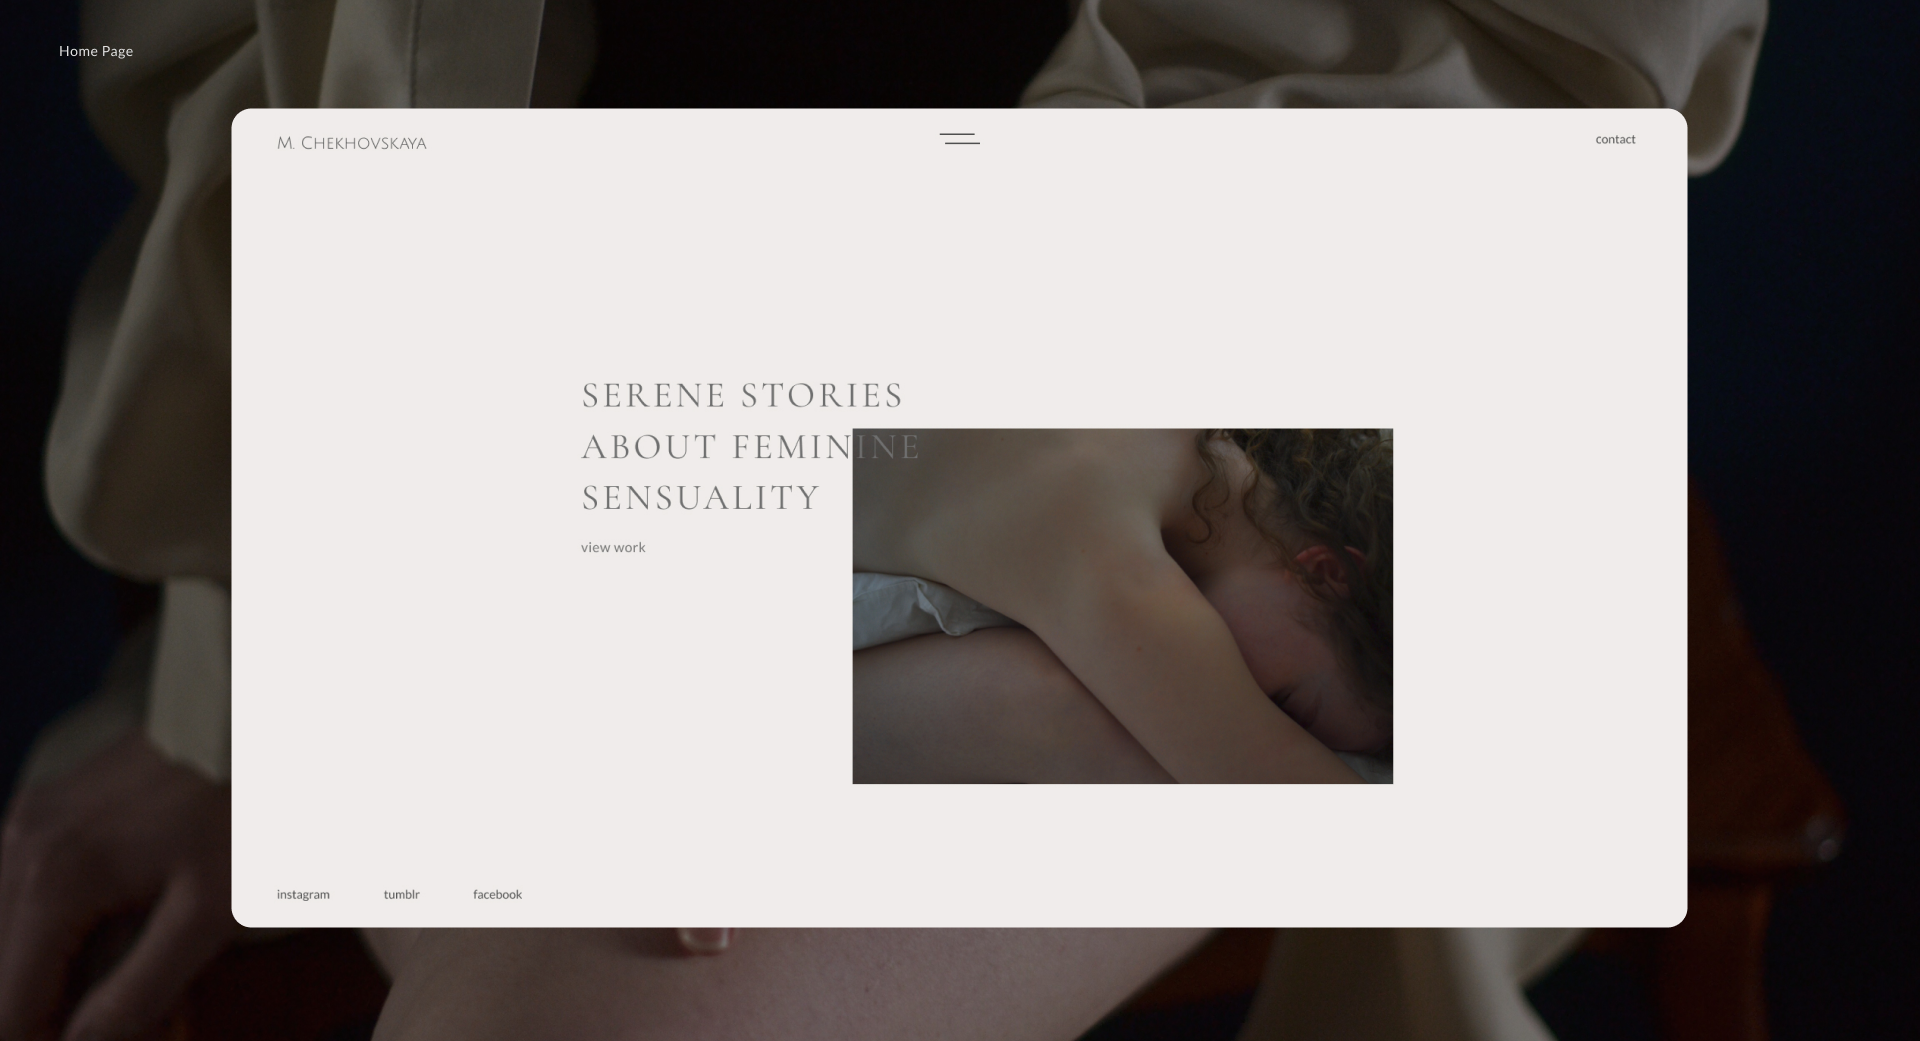 Home Page
M. CHEKHOVSKAYA
contact
SERENE STORIES
ABOUT FEMININE
SENSUALITY
view work
instagram tumblr facebook